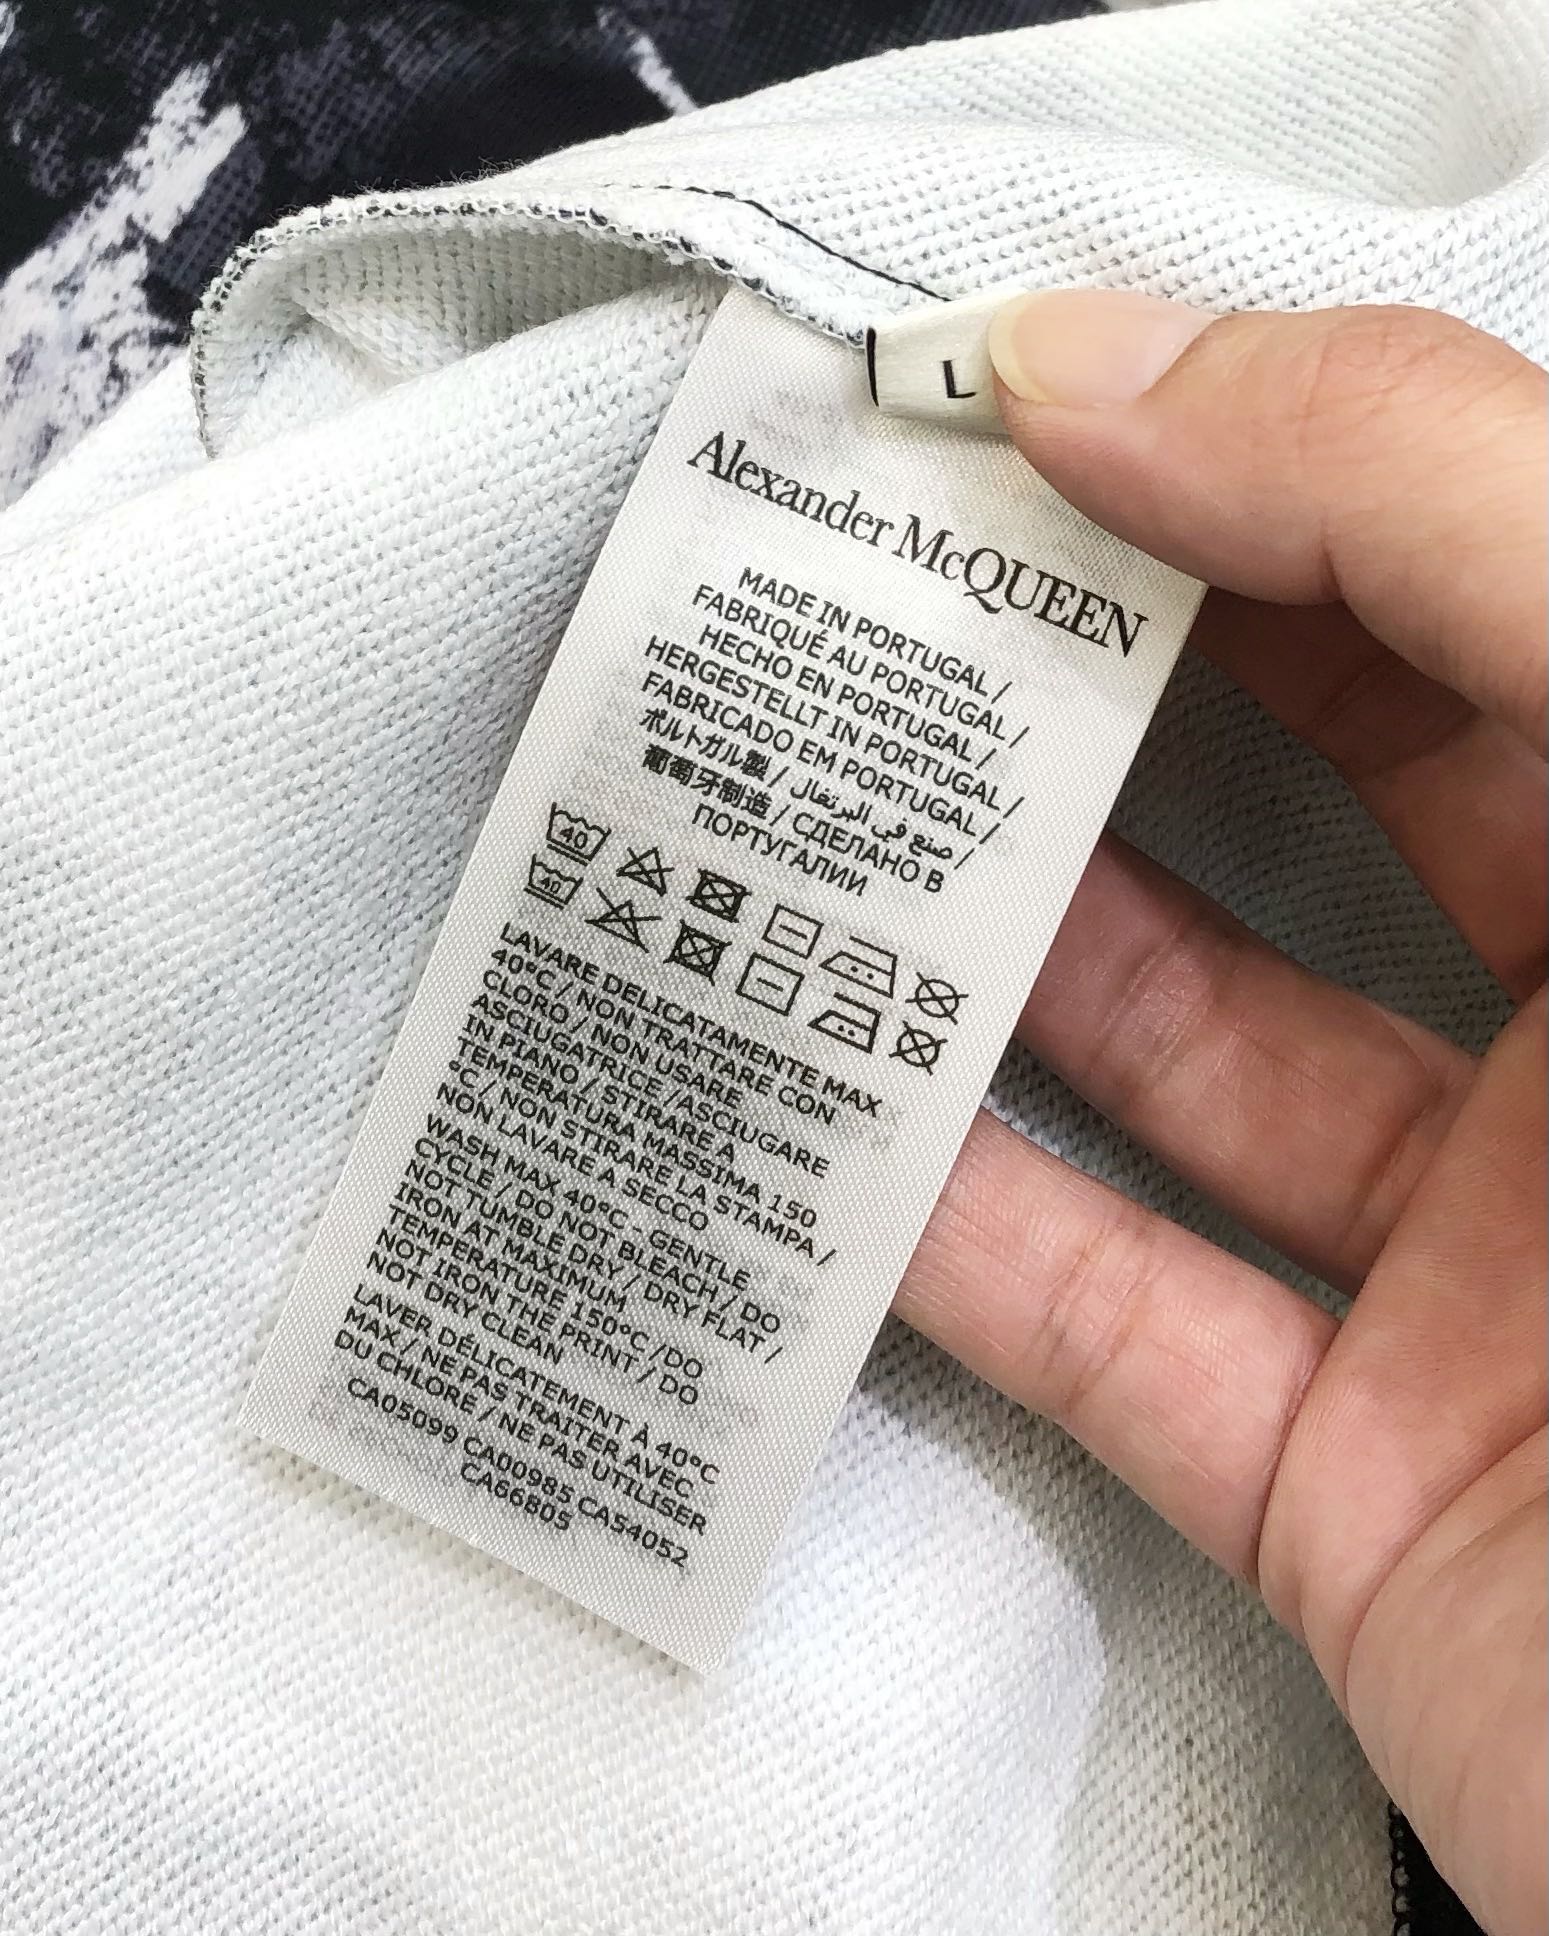 L
Alexander McQUEEN
MADE IN PORTUGAL /
FABRIQUÉ AU PORTUGAL /
HECHO EN PORTUGAL /
HERGESTELLT IN PORTUGAL /
FABRICADO EM PORTUGAL /
ポルトガル製 / صنع في البرتغال /
葡萄牙制造 / СДЕЛАНО В
ПОРТУГАЛИИ
40
40
LAVARE DELICATAMENTE MAX
40°C / NON TRATTARE CON
CLORO / NON USARE
ASCIUGATRICE /ASCIUGARE
IN PIANO / STIRARE A
TEMPERATURA MASSIMA 150
°C / NON STIRARE LA STAMPA /
NON LAVARE A SECCO
WASH MAX 40°C - GENTLE
CYCLE / DO NOT BLEACH / DO
NOT TUMBLE DRY / DRY FLAT /
IRON AT MAXIMUM
TEMPERATURE 150°C /DO
NOT IRON THE PRINT / DO
NOT DRY CLEAN
LAVER DÉLICATEMENT À 40°C
MAX / NE PAS TRAITER AVEC
DU CHLORE / NE PAS UTILISER
CA05099 CA00985 CA54052
CA66805